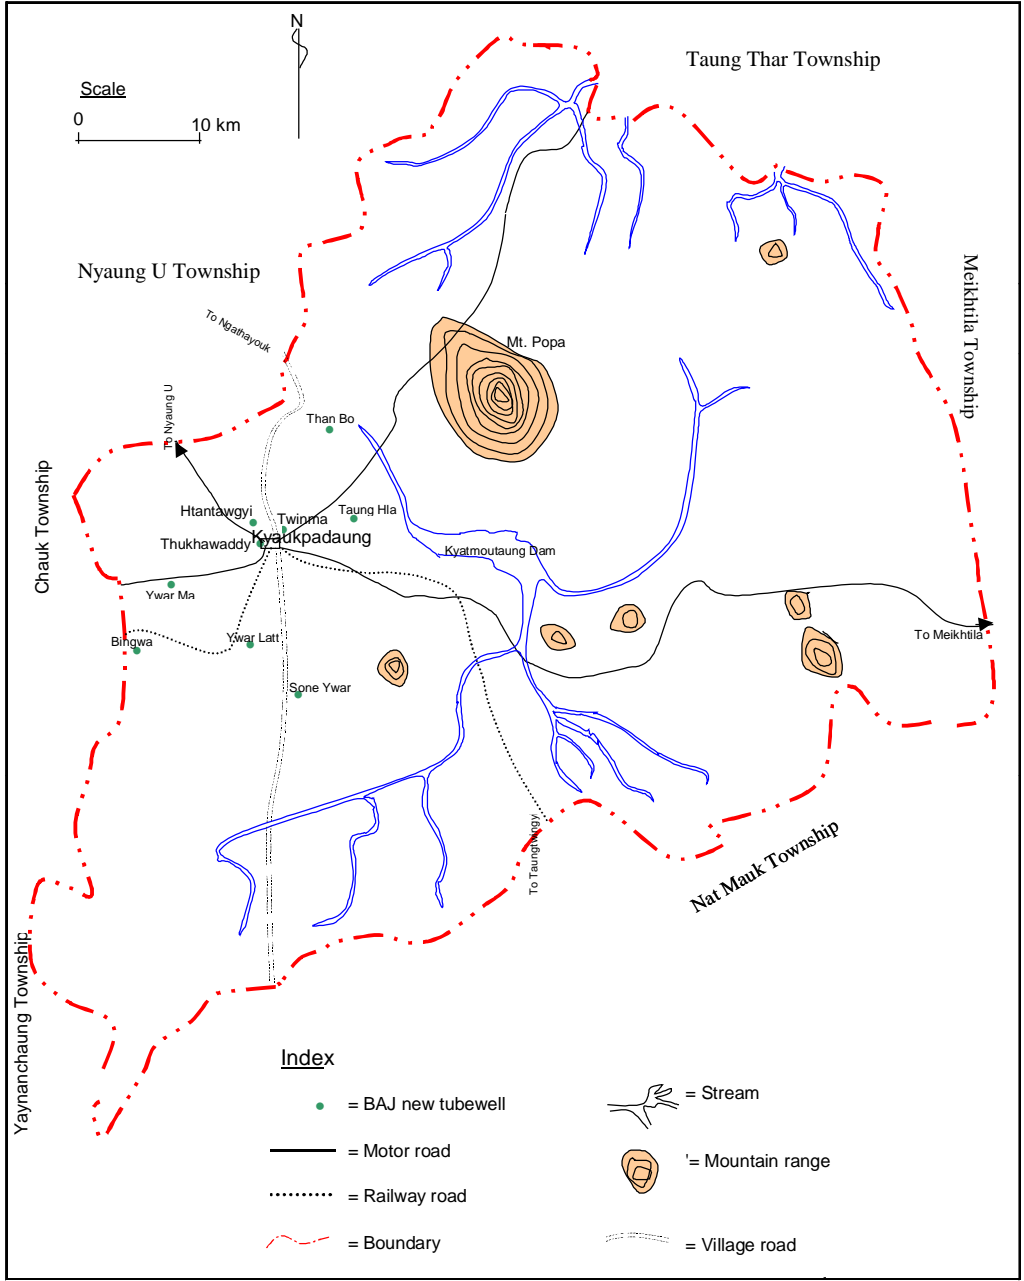 N
Taung Thar Township
Scale
0
10 km
Nyaung U Township
Meikhtila Township
To Ngathayouk
Mt. Popa
To Nyaung U
Than Bo
Chauk Township
Htantawgyi
Twinma
Taung Hla
Thukhawaddy
Kyaukpadaung
Kyatmoutaung Dam
Ywar Ma
Bingwa
Ywar Latt
To Meikhtila
Sone Ywar
To Taungtwingy
Nat Mauk Township
Yaynanchaung Township
Index
= BAJ new tubewell
= Stream
= Motor road
'= Mountain range
= Railway road
= Boundary
= Village road